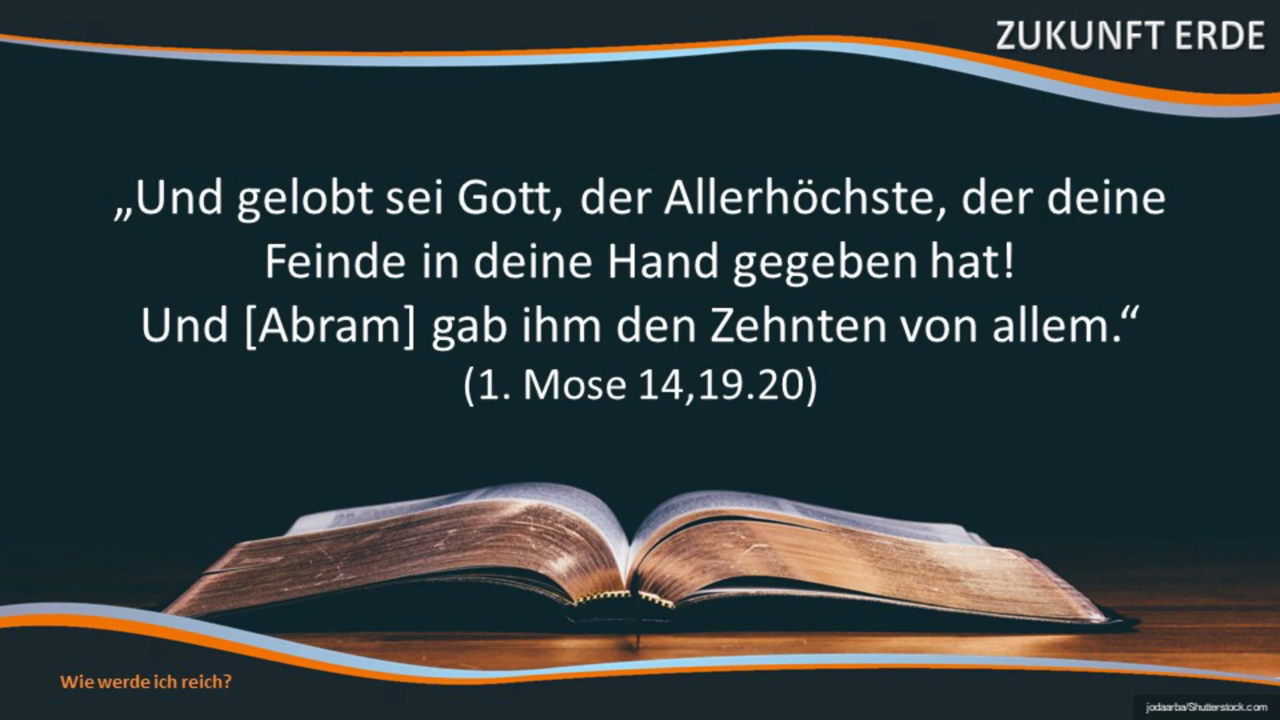 ZUKUNFT ERDE
„Und gelobt sei Gott, der Allerhöchste, der deine
Feinde in deine Hand gegeben hat!
Und [Abram] gab ihm den Zehnten von allem.“
(1. Mose 14,19.20)
Wie werde ich reich?
jodaarba/Shutterstock.com